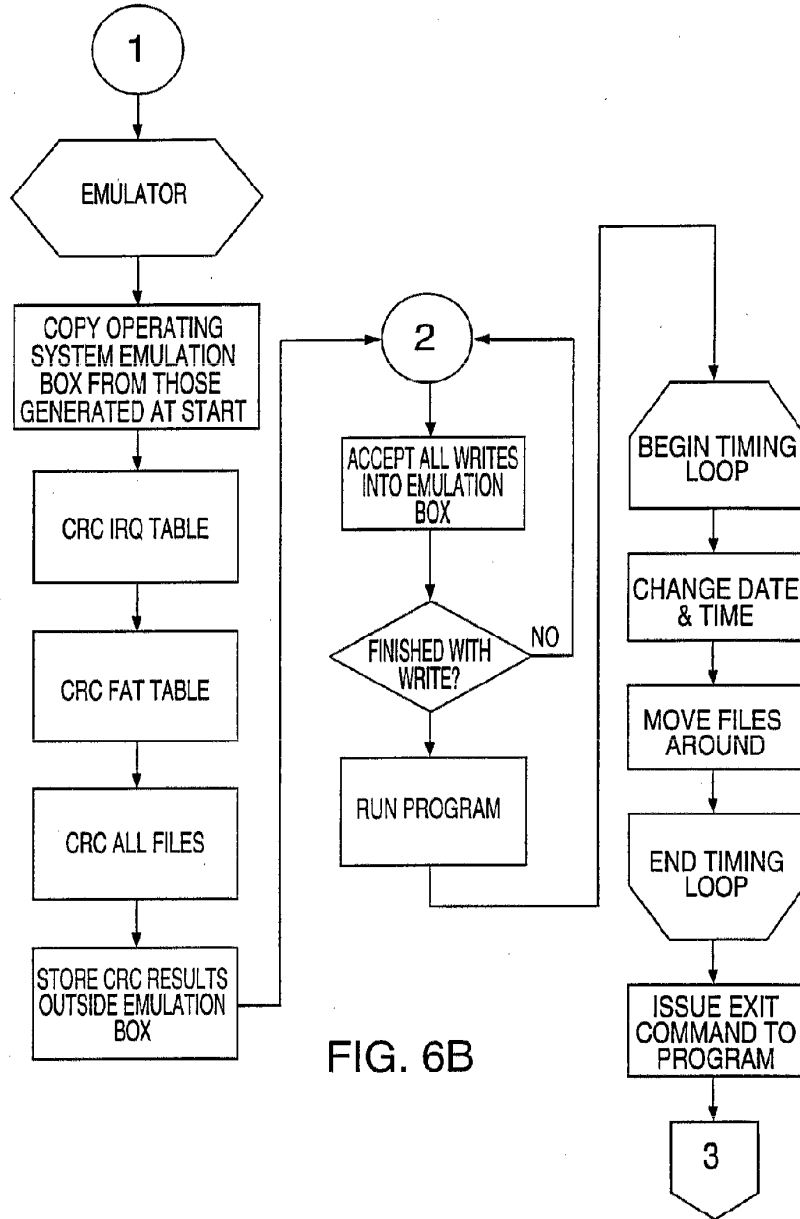 1
EMULATOR
COPY OPERATING
SYSTEM EMULATION
BOX FROM THOSE
GENERATED AT START
CRC IRQ TABLE
CRC FAT TABLE
CRC ALL FILES
STORE CRC RESULTS
OUTSIDE EMULATION
BOX
2
ACCEPT ALL WRITES
INTO EMULATION
BOX
FINISHED WITH
WRITE?
NO
RUN PROGRAM
BEGIN TIMING
LOOP
CHANGE DATE
& TIME
MOVE FILES
AROUND
END TIMING
LOOP
ISSUE EXIT
COMMAND TO
PROGRAM
3
FIG. 6B